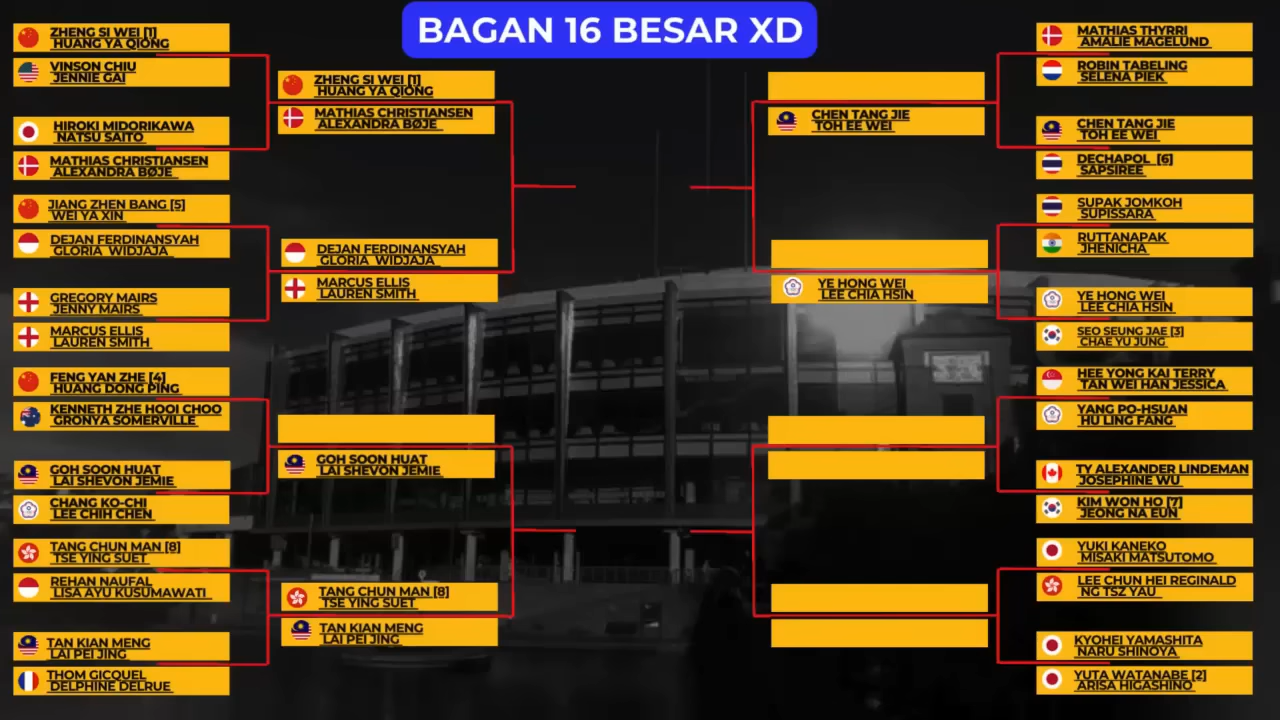 BAGAN 16 BESAR XD
ZHENG SI WEI [1]
HUANG YA QIONG
VINSON CHIU
JENNIE GAI
HIROKI MIDORIKAWA
NATSU SAITO
MATHIAS CHRISTIANSEN
ALEXANDRA BØJE
JIANG ZHEN BANG [5]
WEI YA XIN
DEJAN FERDINANSYAH
GLORIA WIDJAJA
GREGORY MAIRS
JENNY MAIRS
MARCUS ELLIS
LAUREN SMITH
FENG YAN ZHE [4]
HUANG DONG PING
KENNETH ZHE HOOI CHOO
GRONYA SOMERVILLE
GOH SOON HUAT
LAI SHEVON JEMIE
CHANG KO-CHI
LEE CHIH CHEN
TANG CHUN MAN [8]
TSE YING SUET
REHAN NAUFAL
LISA AYU KUSUMAWATI
TAN KIAN MENG
LAI PEI JING
THOM GICQUEL
DELPHINE DELRUE
ZHENG SI WEI [1]
HUANG YA QIONG
MATHIAS CHRISTIANSEN
ALEXANDRA BØJE
DEJAN FERDINANSYAH
GLORIA WIDJAJA
MARCUS ELLIS
LAUREN SMITH
GOH SOON HUAT
LAI SHEVON JEMIE
TANG CHUN MAN [8]
TSE YING SUET
TAN KIAN MENG
LAI PEI JING
CHEN TANG JIE
TOH EE WEI
YE HONG WEI
LEE CHIA HSIN
MATHIAS THYRRI
AMALIE MAGELUND
ROBIN TABELING
SELENA PIEK
CHEN TANG JIE
TOH EE WEI
DECHAPOL [6]
SAPSIREE
SUPAK JOMKOH
SUPISSARA
RUTTANAPAK
JHENICHA
YE HONG WEI
LEE CHIA HSIN
SEO SEUNG JAE [3]
CHAE YU JUNG
HEE YONG KAI TERRY
TAN WEI HAN JESSICA
YANG PO-HSUAN
HU LING FANG
TY ALEXANDER LINDEMAN
JOSEPHINE WU
KIM WON HO [7]
JEONG NA EUN
YUKI KANEKO
MISAKI MATSUTOMO
LEE CHUN HEI REGINALD
NG TSZ YAU
KYOHEI YAMASHITA
NARU SHINOYA
YUTA WATANABE [2]
ARISA HIGASHINO